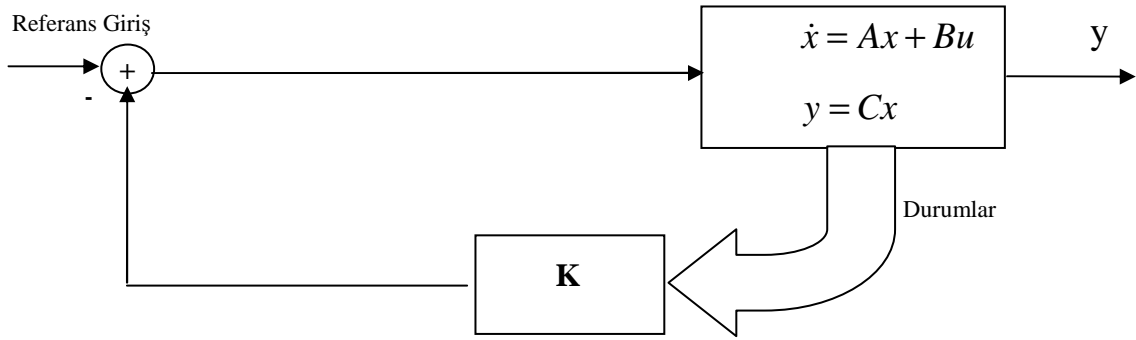 Referans Giriş
+
-
ẋ = Ax + Bu
y = Cx
y
Durumlar
K